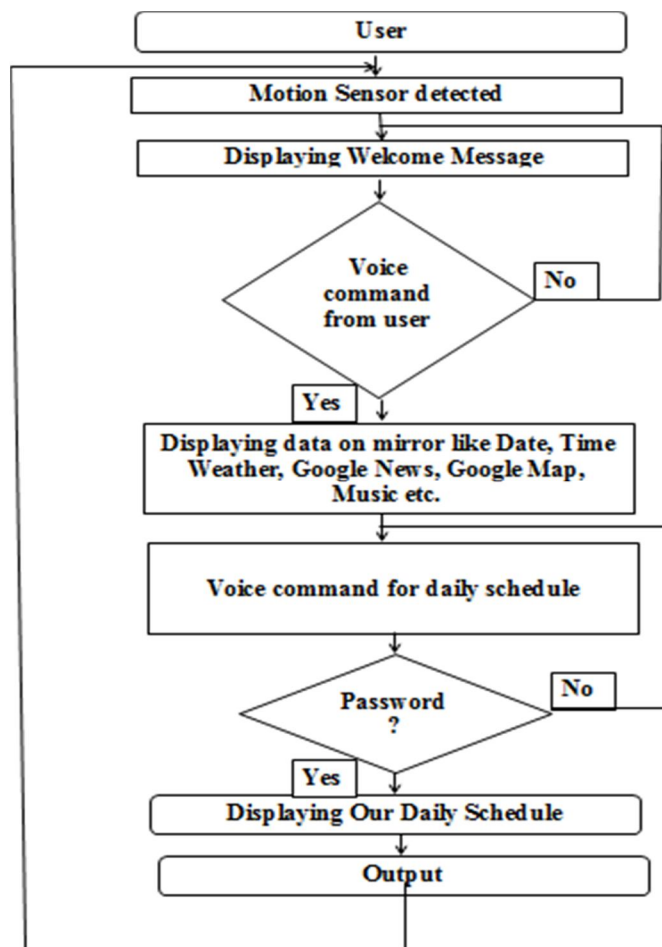 User
Motion Sensor detected
Displaying Welcome Message
Voice
command
from user
No
Yes
Displaying data on mirror like Date, Time
Weather, Google News, Google Map,
Music etc.
Voice command for daily schedule
Password
?
No
Yes
Displaying Our Daily Schedule
Output